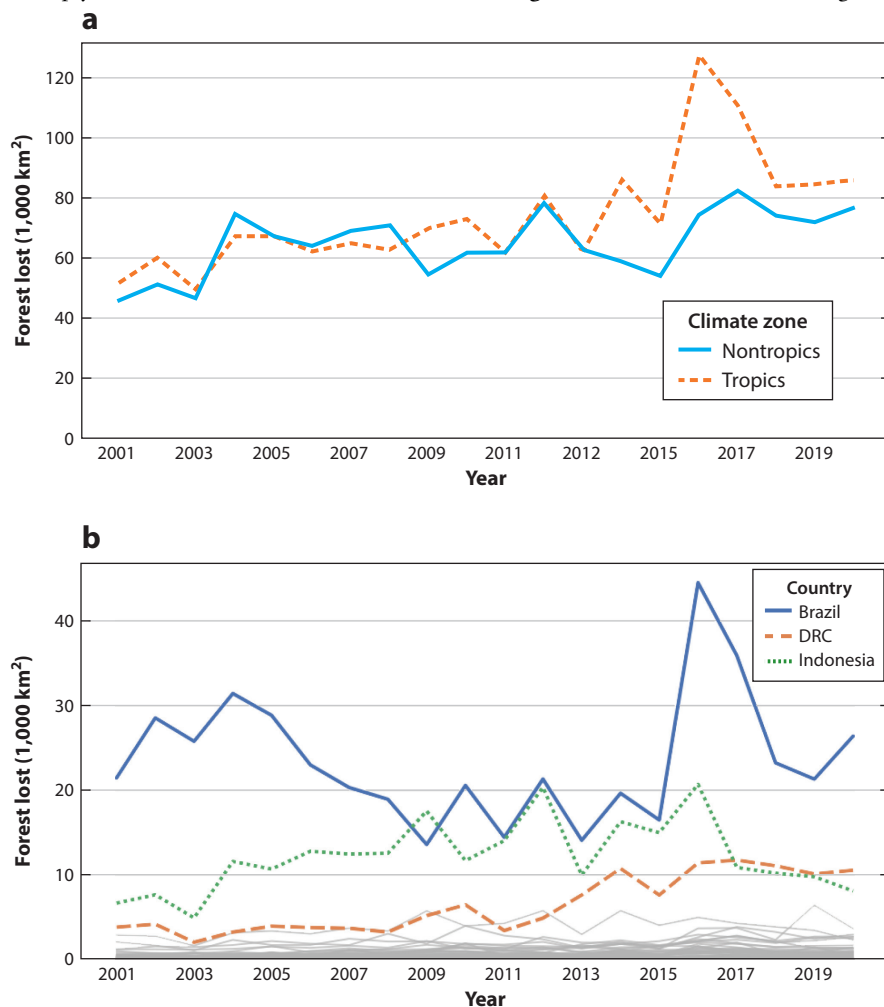 a
Forest lost (1,000 km²)
120
100
80
60
40
20
0
Climate zone
Nontropics
Tropics
2001 2003 2005 2007 2009 2011 2012 2015 2017 2019
Year
b
Forest lost (1,000 km²)
40
30
20
10
0
Country
Brazil
DRC
Indonesia
2001 2003 2005 2007 2009 2011 2013 2015 2017 2019
Year